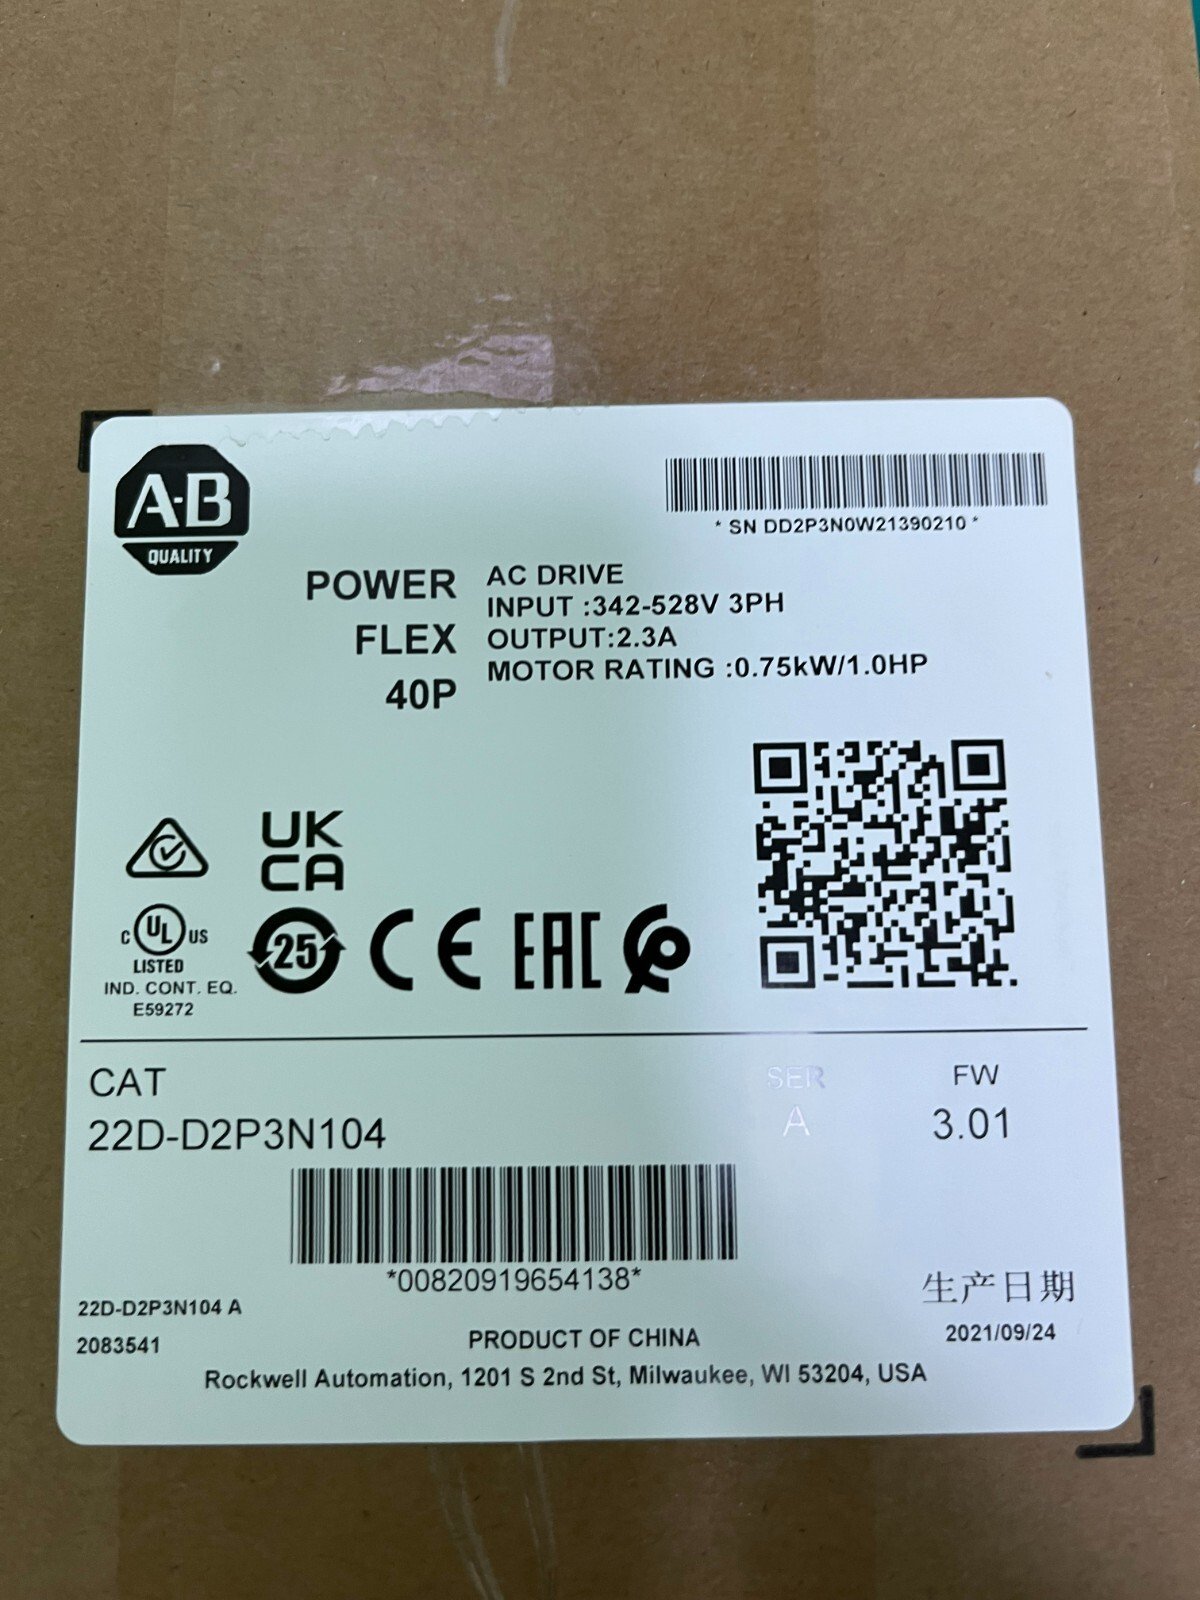 A-B
QUALITY
* SN DD2P3N0W21390210 *
POWER
FLEX
40P
AC DRIVE
INPUT :342-528V 3PH
OUTPUT:2.3A
MOTOR RATING :0.75kW/1.0HP
UK
CA
C UL US
LISTED
IND. CONT. EQ.
E59272
25
CE
EAC
CAT
22D-D2P3N104
SER
A
FW
3.01
*00820919654138*
22D-D2P3N104 A
2083541
生产日期
2021/09/24
PRODUCT OF CHINA
Rockwell Automation, 1201 S 2nd St, Milwaukee, WI 53204, USA